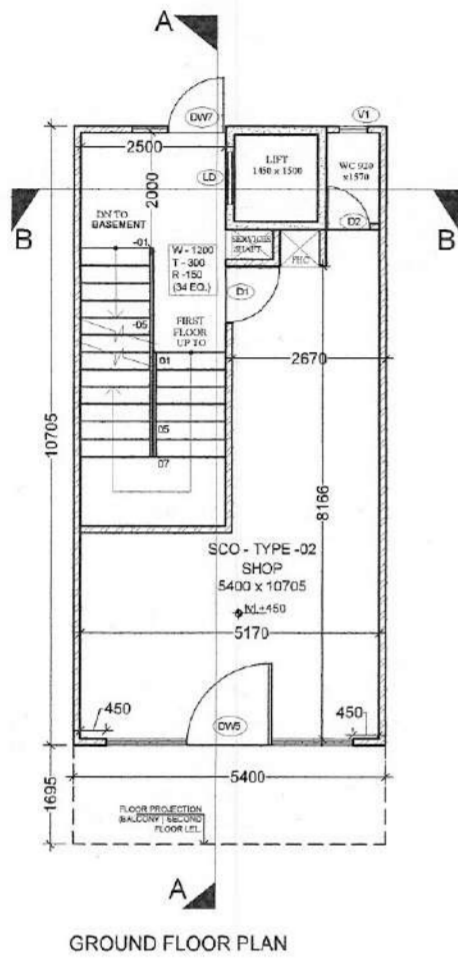 A
DW7
V1
2500
LIFT
1450 x 1500
WC 920
x1570
LD
2000
B
B
DN TO
BASEMENT
D2
-01
W - 1200
T - 300
R -150
(34 EQ.)
SERVICES
SHAFT
FHC
D1
-05
FIRST
FLOOR
UP TO
01
2670
10705
05
07
8166
SCO - TYPE -02
SHOP
5400 x 10705
lvl.+450
5170
450
450
DW5
5400
1695
FLOOR PROJECTION
(BALCONY) SECOND
FLOOR LEL.
A
GROUND FLOOR PLAN